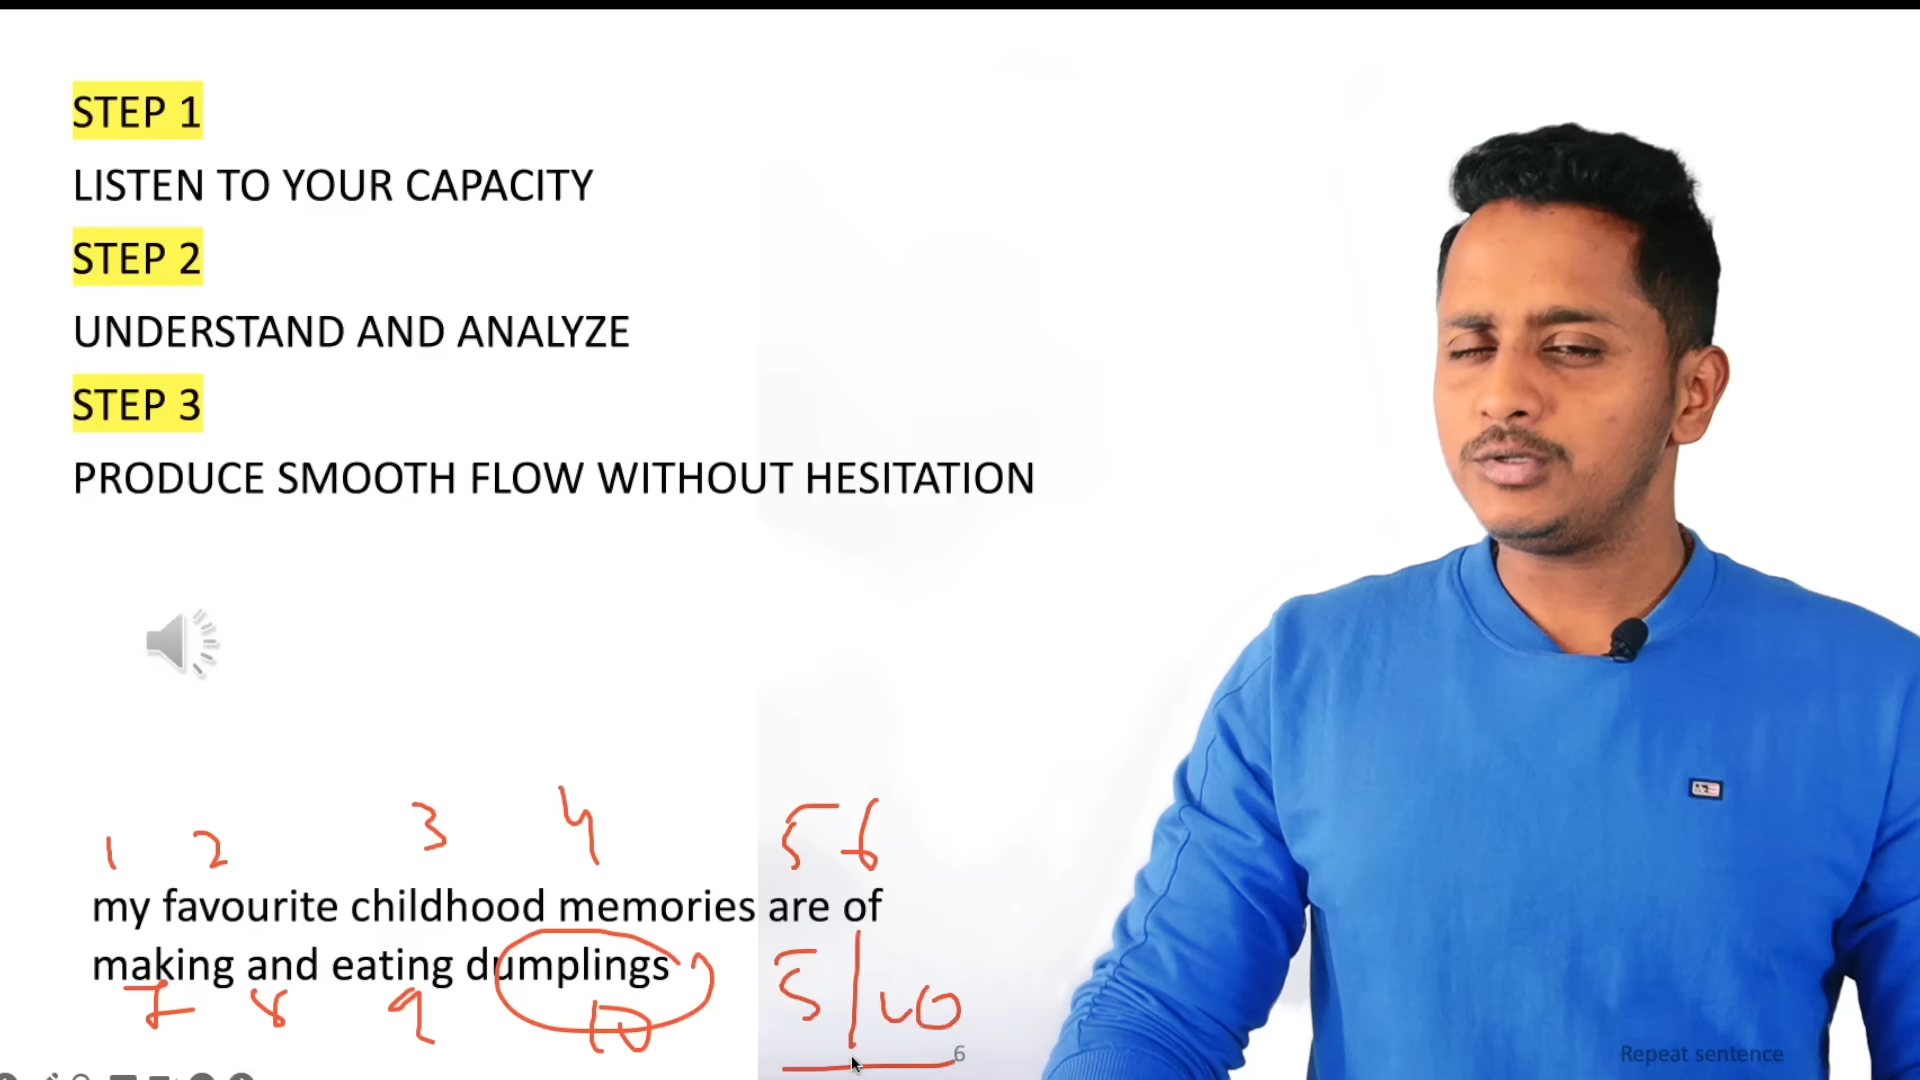 STEP 1
LISTEN TO YOUR CAPACITY
STEP 2
UNDERSTAND AND ANALYZE
STEP 3
PRODUCE SMOOTH FLOW WITHOUT HESITATION
1 2 3 4 5 6
my favourite childhood memories are of
making and eating dumplings
7 8 9 10
5/10
6
Repeat sentence